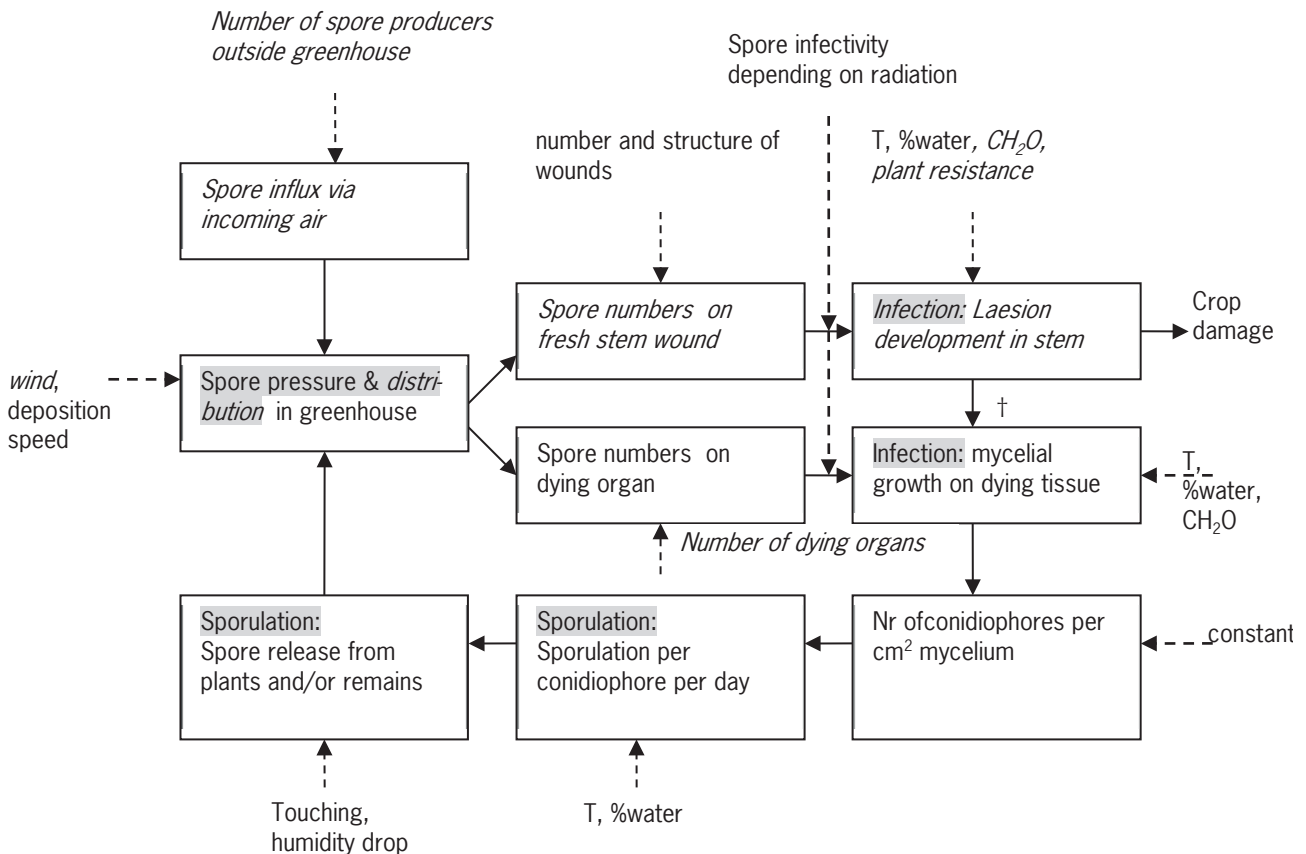 Number of spore producers
outside greenhouse
Spore infectivity
depending on radiation
number and structure of
wounds
T, %water, CH₂O,
plant resistance
Spore influx via
incoming air
Spore numbers on
fresh stem wound
Infection: Laesion
development in stem
Crop
damage
wind,
deposition
speed
Spore pressure & distri-
bution in greenhouse
†
Spore numbers on
dying organ
Infection: mycelial
growth on dying tissue
T,
%water,
CH₂O
Number of dying organs
Sporulation:
Spore release from
plants and/or remains
Sporulation:
Sporulation per
conidiophore per day
Nr ofconidiophores per
cm² mycelium
constant
Touching,
humidity drop
T, %water